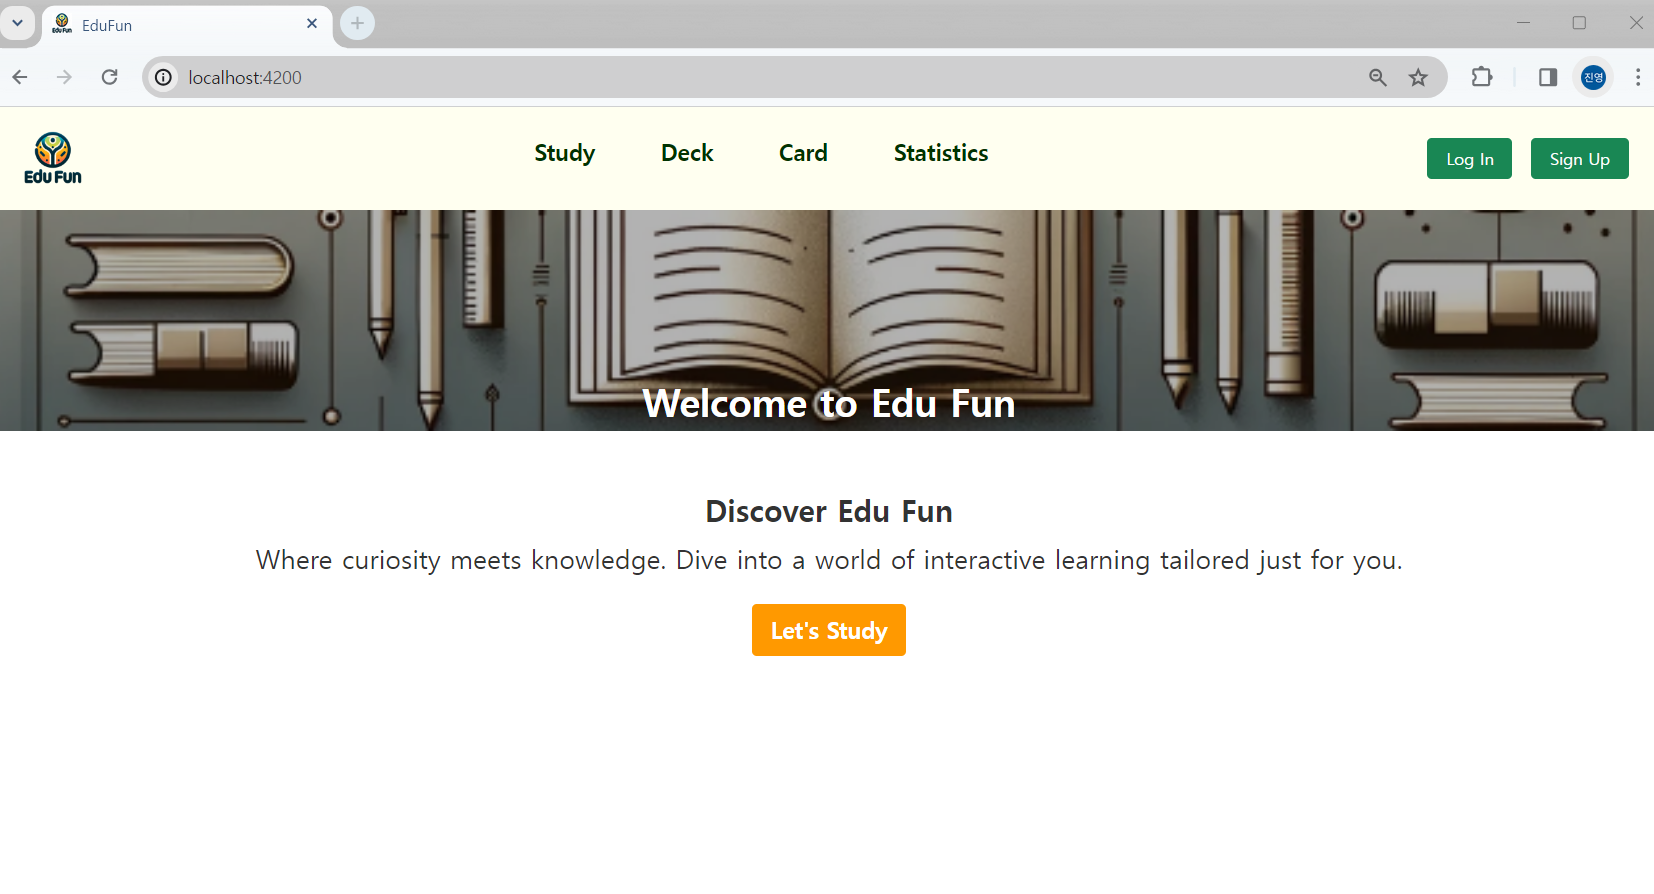 EduFun
localhost:4200
진영
Edu Fun
Study Deck Card Statistics
Log In Sign Up
Welcome to Edu Fun
Discover Edu Fun
Where curiosity meets knowledge. Dive into a world of interactive learning tailored just for you.
Let's Study